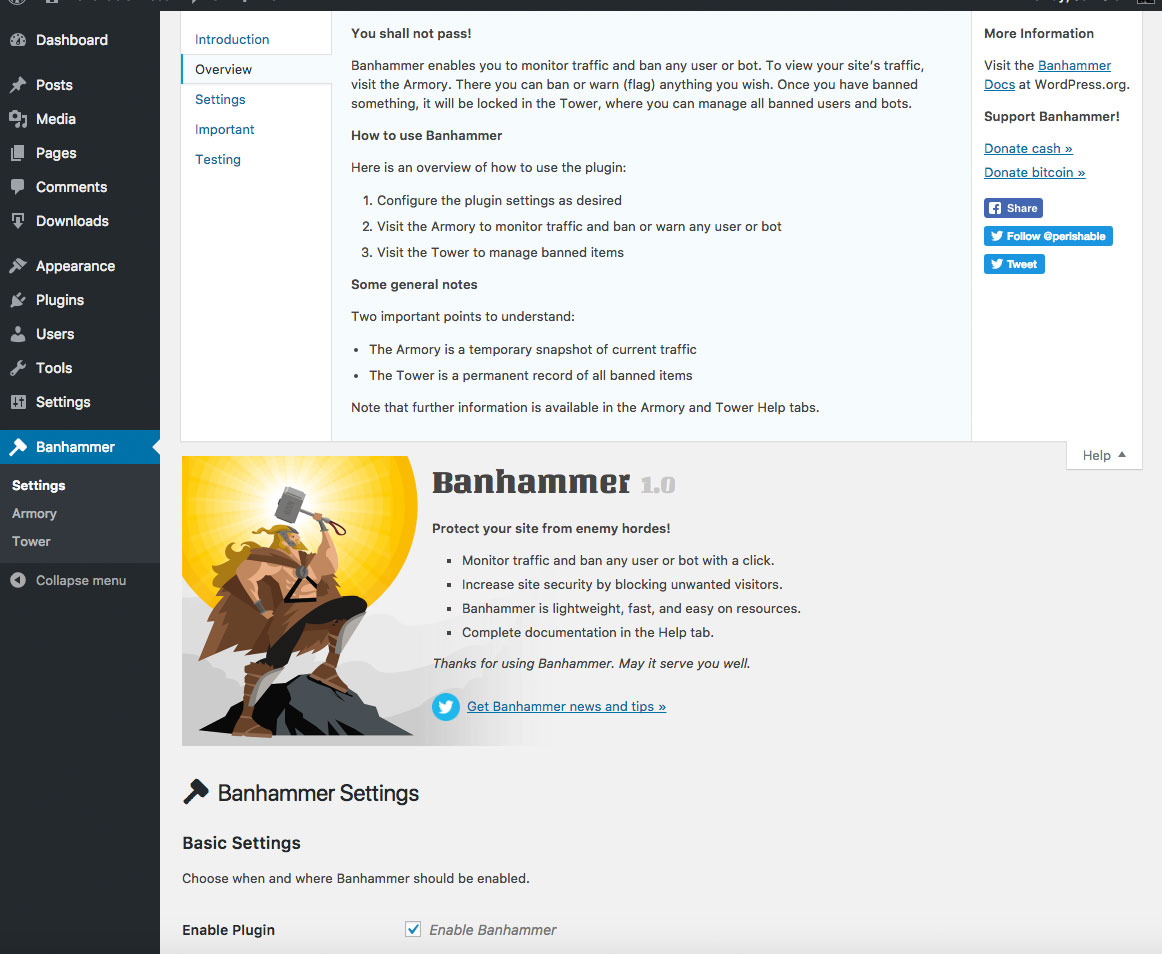 Dashboard
Posts
Media
Pages
Comments
Downloads
Appearance
Plugins
Users
Tools
Settings
Banhammer
Settings
Armory
Tower
Collapse menu
Introduction
Overview
Settings
Important
Testing
You shall not pass!
Banhammer enables you to monitor traffic and ban any user or bot. To view your site's traffic,
visit the Armory. There you can ban or warn (flag) anything you wish. Once you have banned
something, it will be locked in the Tower, where you can manage all banned users and bots.
How to use Banhammer
Here is an overview of how to use the plugin:
1. Configure the plugin settings as desired
2. Visit the Armory to monitor traffic and ban or warn any user or bot
3. Visit the Tower to manage banned items
Some general notes
Two important points to understand:
• The Armory is a temporary snapshot of current traffic
• The Tower is a permanent record of all banned items
Note that further information is available in the Armory and Tower Help tabs.
More Information
Visit the Banhammer
Docs at WordPress.org.
Support Banhammer!
Donate cash »
Donate bitcoin »
Share
Follow @perishable
Tweet
Help
Banhammer 1.0
Protect your site from enemy hordes!
▪ Monitor traffic and ban any user or bot with a click.
▪ Increase site security by blocking unwanted visitors.
▪ Banhammer is lightweight, fast, and easy on resources.
▪ Complete documentation in the Help tab.
Thanks for using Banhammer. May it serve you well.
Get Banhammer news and tips »
Banhammer Settings
Basic Settings
Choose when and where Banhammer should be enabled.
Enable Plugin
Enable Banhammer